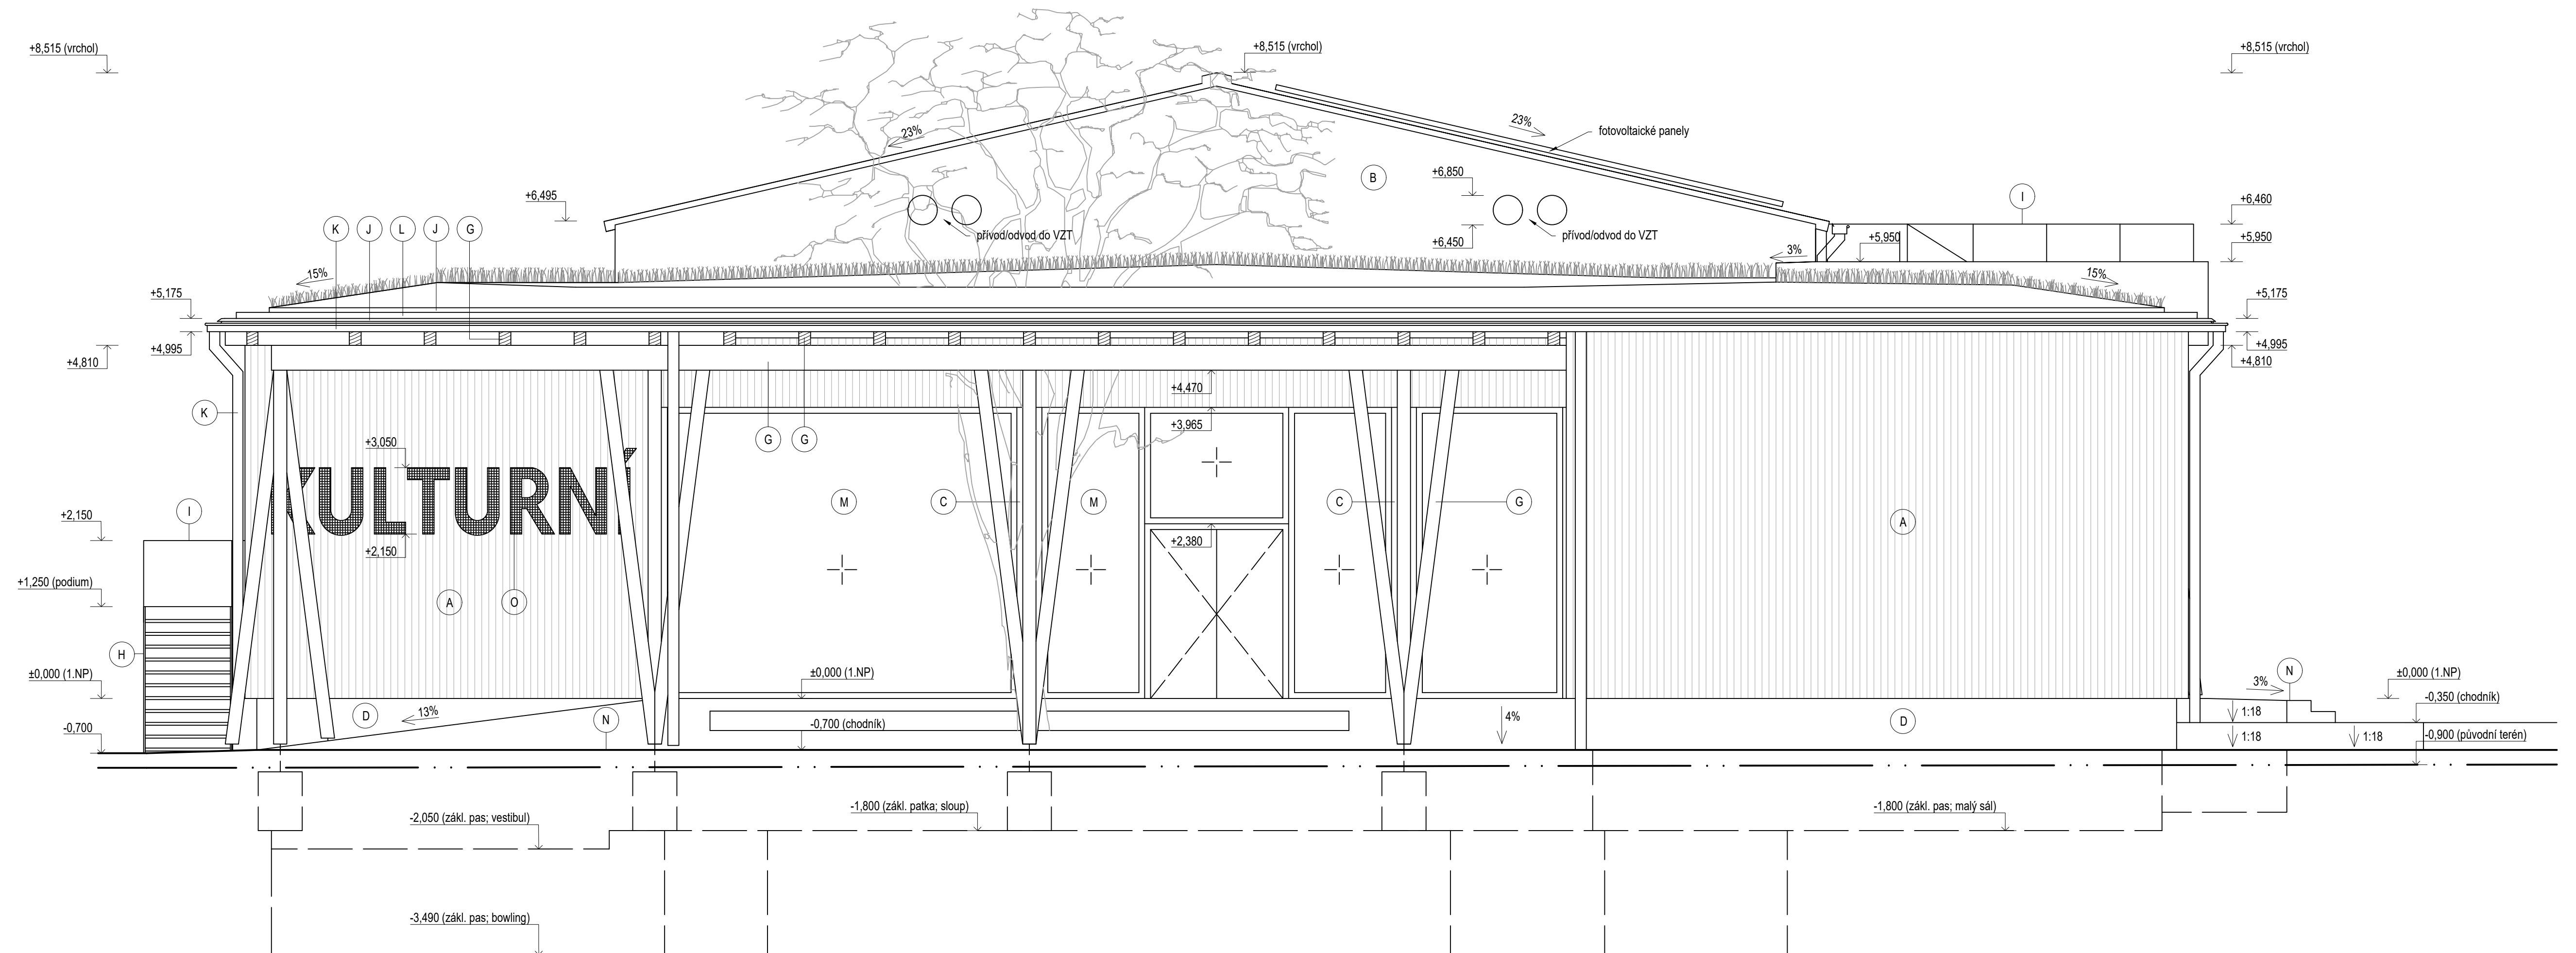 +8,515 (vrchol)
+8,515 (vrchol)
+8,515 (vrchol)
23%
23%
fotovoltaické panely
B
+6,850
+6,495
I
+6,460
K
J
L
J
G
přívod/odvod do VZT
přívod/odvod do VZT
+6,450
+5,950
+5,950
3%
15%
15%
+5,175
+5,175
+4,995
+4,995
+4,810
+4,810
+4,470
K
+3,965
G
G
+3,050
KULTURNÍ
M
C
M
C
G
I
+2,150
A
+2,380
+2,150
+1,250 (podium)
A
O
H
±0,000 (1.NP)
±0,000 (1.NP)
N
±0,000 (1.NP)
3%
-0,350 (chodník)
D
13%
N
-0,700 (chodník)
4%
D
1:18
-0,700
1:18
1:18
-0,900 (původní terén)
-1,800 (zákl. patka; sloup)
-1,800 (zákl. pas; malý sál)
-2,050 (zákl. pas; vestibul)
-3,490 (zákl. pas; bowling)